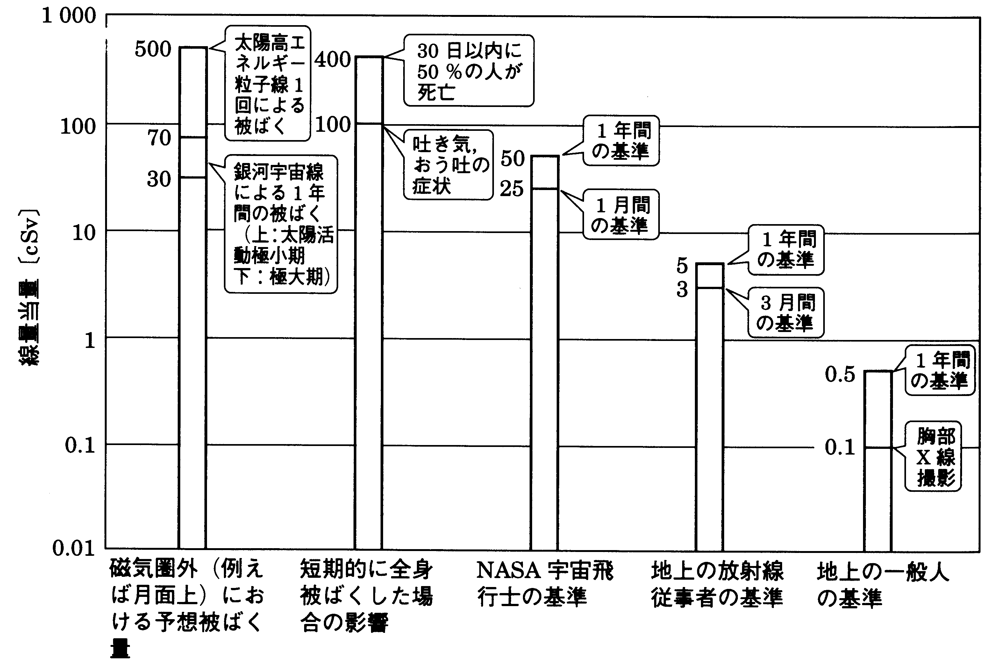 1 000
100
10
1
0.1
0.01
線量当量〔cSv〕
500
70
30
太陽高エ
ネルギー
粒子線1
回による
被ばく
銀河宇宙線
による1年
間の被ばく
(上:太陽活
動極小期
下:極大期)
400
100
30 日以内に
50 %の人が
死亡
吐き気,
おう吐の
症状
50
25
1 年間
の基準
1 月間
の基準
5
3
1 年間
の基準
3 月間
の基準
0.5
0.1
1 年間
の基準
胸部
X 線
撮影
磁気圏外(例え
ば月面上)にお
ける予想被ばく
量
短期的に全身
被ばくした場
合の影響
NASA 宇宙飛
行士の基準
地上の放射線
従事者の基準
地上の一般人
の基準